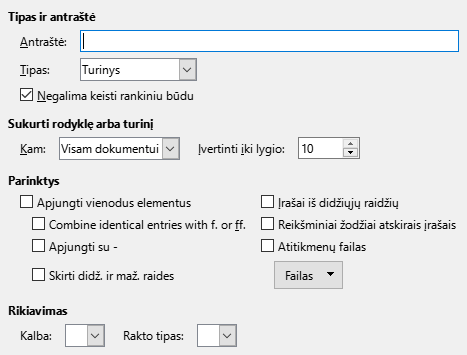 Tipas ir antraštė
Antraštė:
Tipas: Turinys
Negalima keisti rankiniu būdu
Sukurti rodyklę arba turinį
Kam: Visam dokumentui Įvertinti iki lygio: 10
Parinktys
Apjungti vienodus elementus Įrašai iš didžiųjų raidžių
Combine identical entries with f. or ff. Reikšminiai žodžiai atskirais įrašais
Apjungti su - Atitikmenų failas
Skirti didž. ir maž. raides Failas
Rikiavimas
Kalba: Rakto tipas: